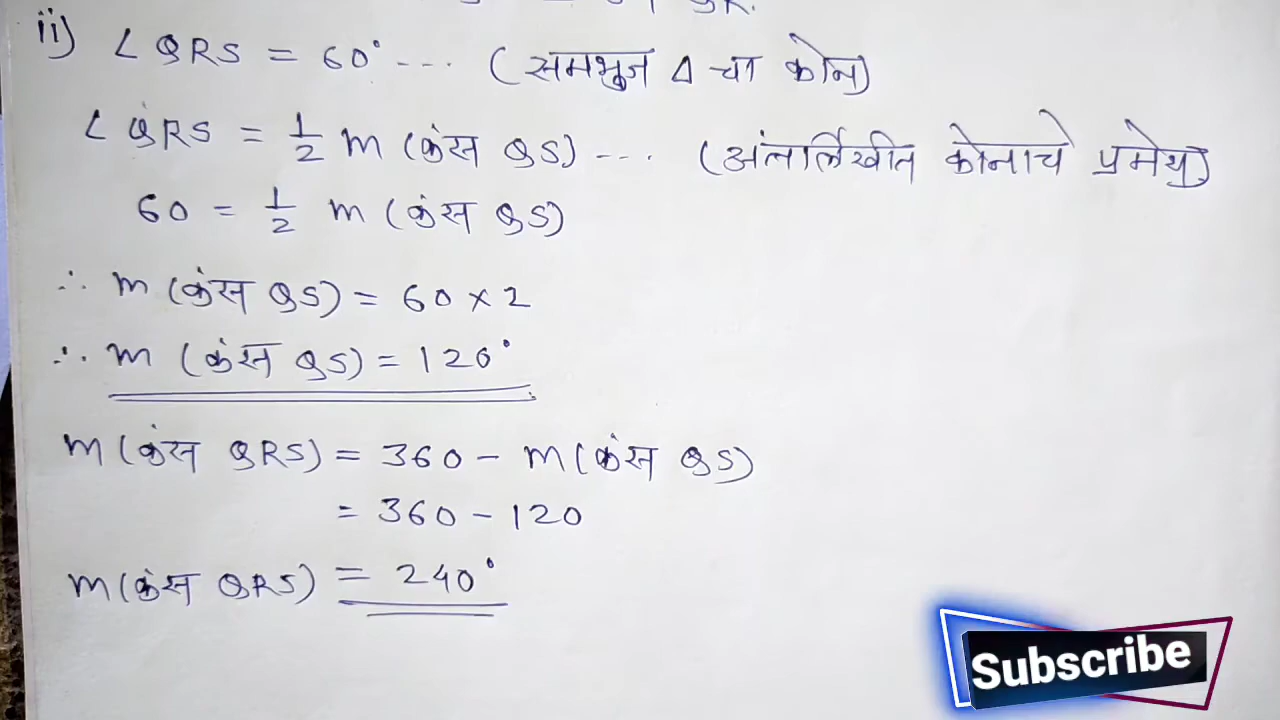 ii) ∠QRS = 60° --- (समभुज Δ चा कोन)
∠QRS = 1/2 m (कंस QS) --- (अंतर्लिखीत कोनाचे प्रमेय)
60 = 1/2 m (कंस QS)
∴ m (कंस QS) = 60 × 2
∴ m (कंस QS) = 120°
m (कंस QRS) = 360 - m (कंस QS)
= 360 - 120
m (कंस QRS) = 240°
Subscribe